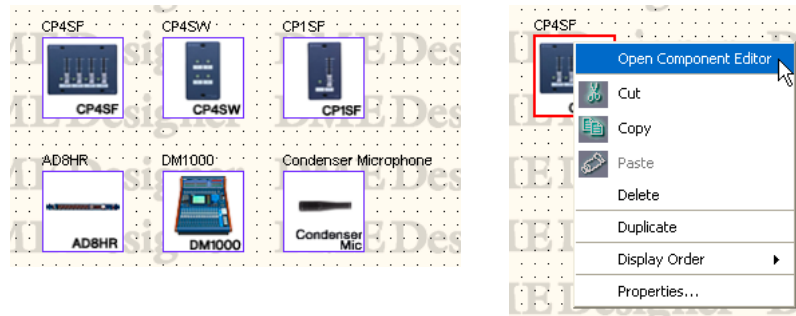 CP4SF
CP4SW
CP1SF
CP4SF
CP4SW
CP1SF
AD8HR
DM1000
Condenser Microphone
AD8HR
DM1000
Condenser
Mic
CP4SF
Open Component Editor
Cut
Copy
Paste
Delete
Duplicate
Display Order
Properties...